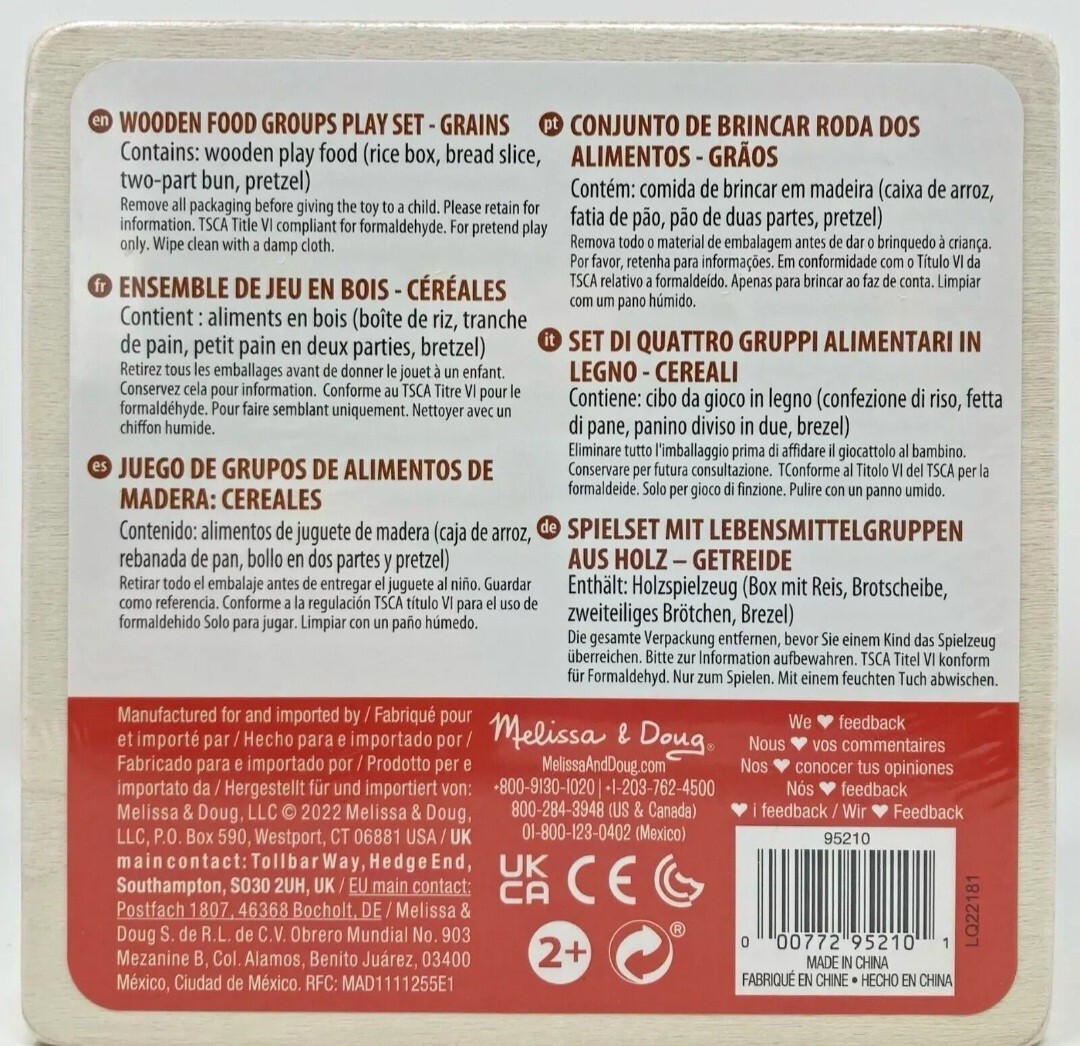 en WOODEN FOOD GROUPS PLAY SET - GRAINS
Contains: wooden play food (rice box, bread slice,
two-part bun, pretzel)
Remove all packaging before giving the toy to a child. Please retain for
information. TSCA Title VI compliant for formaldehyde. For pretend play
only. Wipe clean with a damp cloth.
fr ENSEMBLE DE JEU EN BOIS - CÉRÉALES
Contient : aliments en bois (boîte de riz, tranche
de pain, petit pain en deux parties, bretzel)
Retirez tous les emballages avant de donner le jouet à un enfant.
Conservez cela pour information. Conforme au TSCA Titre VI pour le
formaldéhyde. Pour faire semblant uniquement. Nettoyer avec un
chiffon humide.
es JUEGO DE GRUPOS DE ALIMENTOS DE
MADERA: CEREALES
Contenido: alimentos de juguete de madera (caja de arroz,
rebanada de pan, bollo en dos partes y pretzel)
Retirar todo el embalaje antes de entregar el juguete al niño. Guardar
como referencia. Conforme a la regulación TSCA título VI para el uso de
formaldehido Solo para jugar. Limpiar con un paño húmedo.
pt CONJUNTO DE BRINCAR RODA DOS
ALIMENTOS - GRÃOS
Contém: comida de brincar em madeira (caixa de arroz,
fatia de pão, pão de duas partes, pretzel)
Remova todo o material de embalagem antes de dar o brinquedo à criança.
Por favor, retenha para informações. Em conformidade com o Título VI da
TSCA relativo a formaldeído. Apenas para brincar ao faz de conta. Limpiar
com um pano húmido.
it SET DI QUATTRO GRUPPI ALIMENTARI IN
LEGNO - CEREALI
Contiene: cibo da gioco in legno (confezione di riso, fetta
di pane, panino diviso in due, brezel)
Eliminare tutto l'imballaggio prima di affidare il giocattolo al bambino.
Conservare per futura consultazione. TConforme al Titolo VI del TSCA per la
formaldeide. Solo per gioco di finzione. Pulire con un panno umido.
de SPIELSET MIT LEBENSMITTELGRUPPEN
AUS HOLZ – GETREIDE
Enthält: Holzspielzeug (Box mit Reis, Brotscheibe,
zweiteiliges Brötchen, Brezel)
Die gesamte Verpackung entfernen, bevor Sie einem Kind das Spielzeug
überreichen. Bitte zur Information aufbewahren. TSCA Titel VI konform
für Formaldehyd. Nur zum Spielen. Mit einem feuchten Tuch abwischen.
Manufactured for and imported by / Fabriqué pour
et importé par / Hecho para e importado por /
Fabricado para e importado por / Prodotto per e
importato da / Hergestellt für und importiert von:
Melissa & Doug, LLC © 2022 Melissa & Doug,
LLC, P.O. Box 590, Westport, CT 06881 USA / UK
main contact: Tollbar Way, Hedge End,
Southampton, SO30 2UH, UK / EU main contact:
Postfach 1807, 46368 Bocholt, DE / Melissa &
Doug S. de R.L. de C.V. Obrero Mundial No. 903
Mezanine B, Col. Alamos, Benito Juárez, 03400
México, Ciudad de México. RFC: MAD1111255E1
Melissa & Doug®
MelissaAndDoug.com
+800-9130-1020 | +1-203-762-4500
800-284-3948 (US & Canada)
01-800-123-0402 (Mexico)
UK
CA CE
2+ ®
We ♥ feedback
Nous ♥ vos commentaires
Nos ♥ conocer tus opiniones
Nós ♥ feedback
♥ i feedback / Wir ♥ Feedback
95210
0 00772 95210 1
LQ22181
MADE IN CHINA
FABRIQUÉ EN CHINE • HECHO EN CHINA